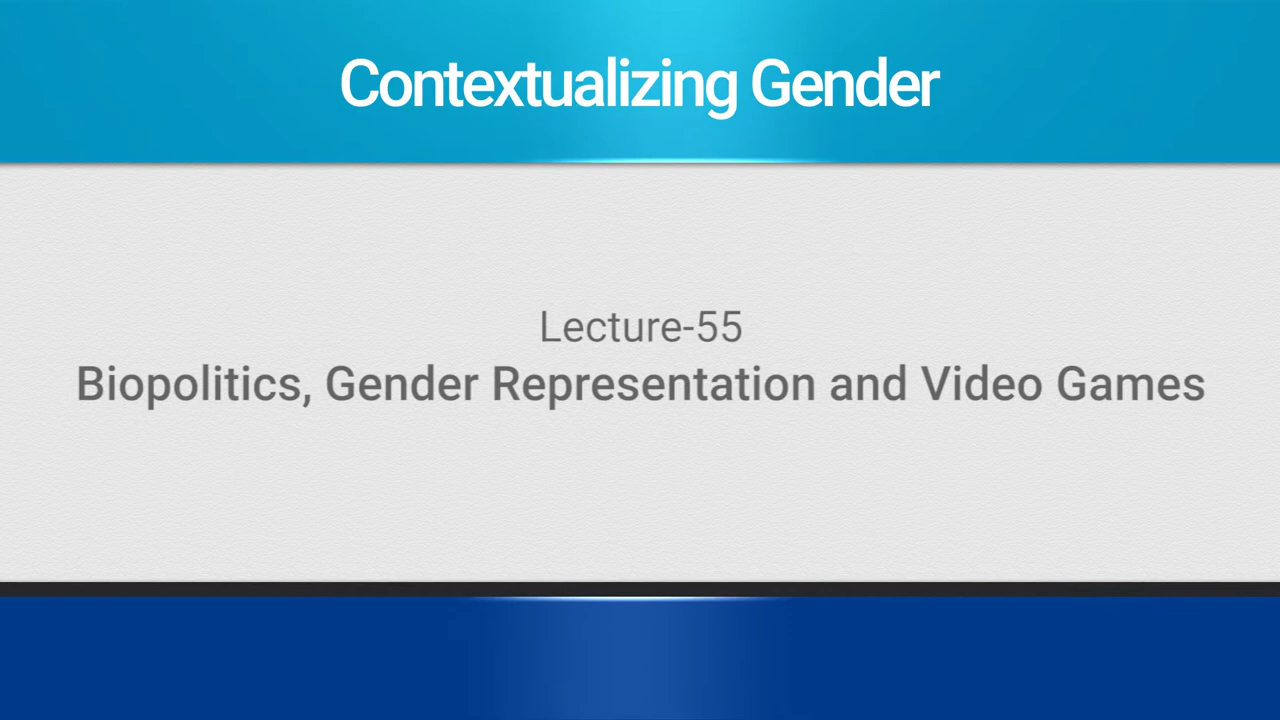 Contextualizing Gender
Lecture-55
Biopolitics, Gender Representation and Video Games